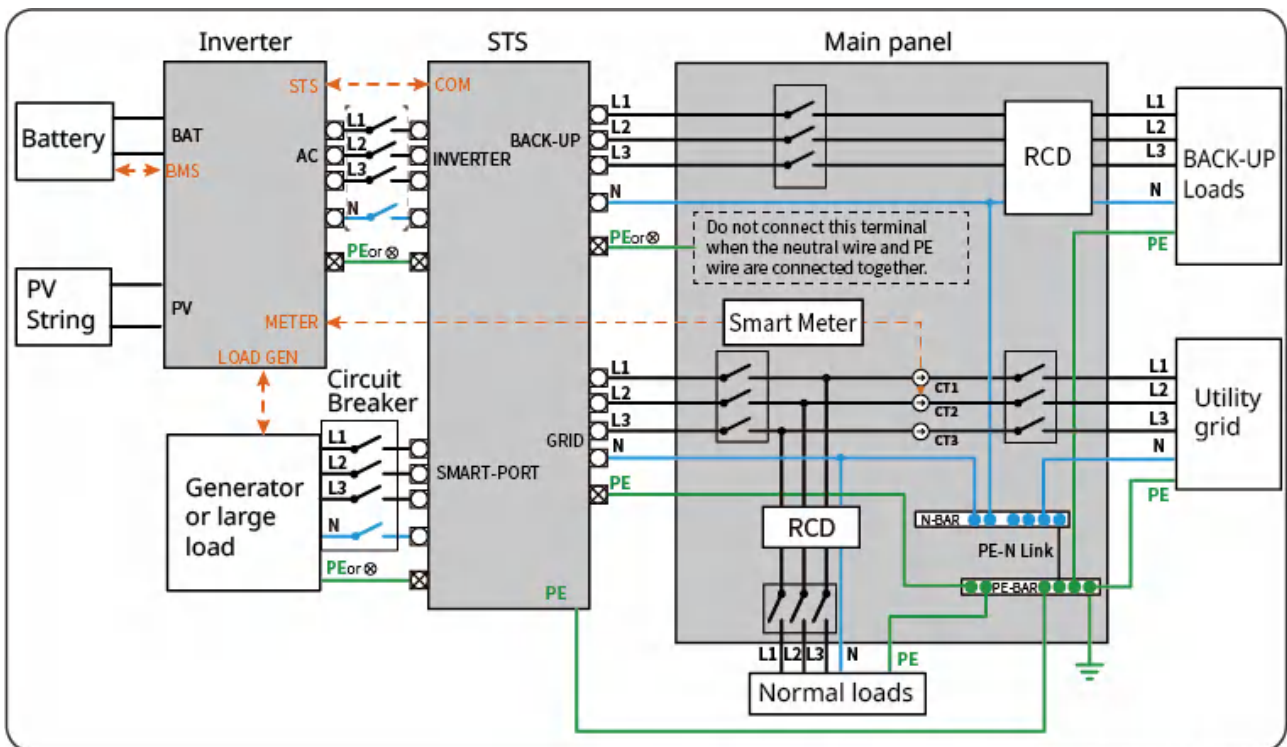 Inverter
STS
Main panel
STS
COM
Battery
BAT
BMS
AC
L1
L2
L3
N
PEor⊗
INVERTER
BACK-UP
L1
L2
L3
N
PEor⊗
RCD
L1
L2
L3
N
PE
BACK-UP
Loads
Do not connect this terminal
when the neutral wire and PE
wire are connected together.
PV
String
PV
METER
LOAD GEN
Smart Meter
Circuit
Breaker
L1
L2
L3
N
PE
GRID
CT1
CT2
CT3
L1
L2
L3
N
PE
Utility
grid
Generator
or large
load
L1
L2
L3
N
PEor⊗
SMART-PORT
PE
RCD
N-BAR
PE-N Link
PE-BAR
L1
L2
L3
N
PE
Normal loads